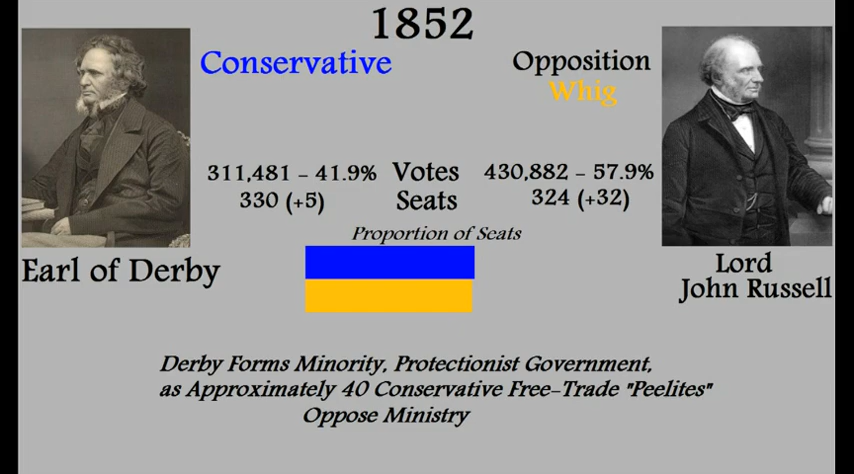 1852
Conservative
Opposition
Whig
311,481 – 41.9% Votes 430,882 – 57.9%
330 (+5) Seats 324 (+32)
Proportion of Seats
Earl of Derby
Lord
John Russell
Derby Forms Minority, Protectionist Government,
as Approximately 40 Conservative Free-Trade "Peelites"
Oppose Ministry